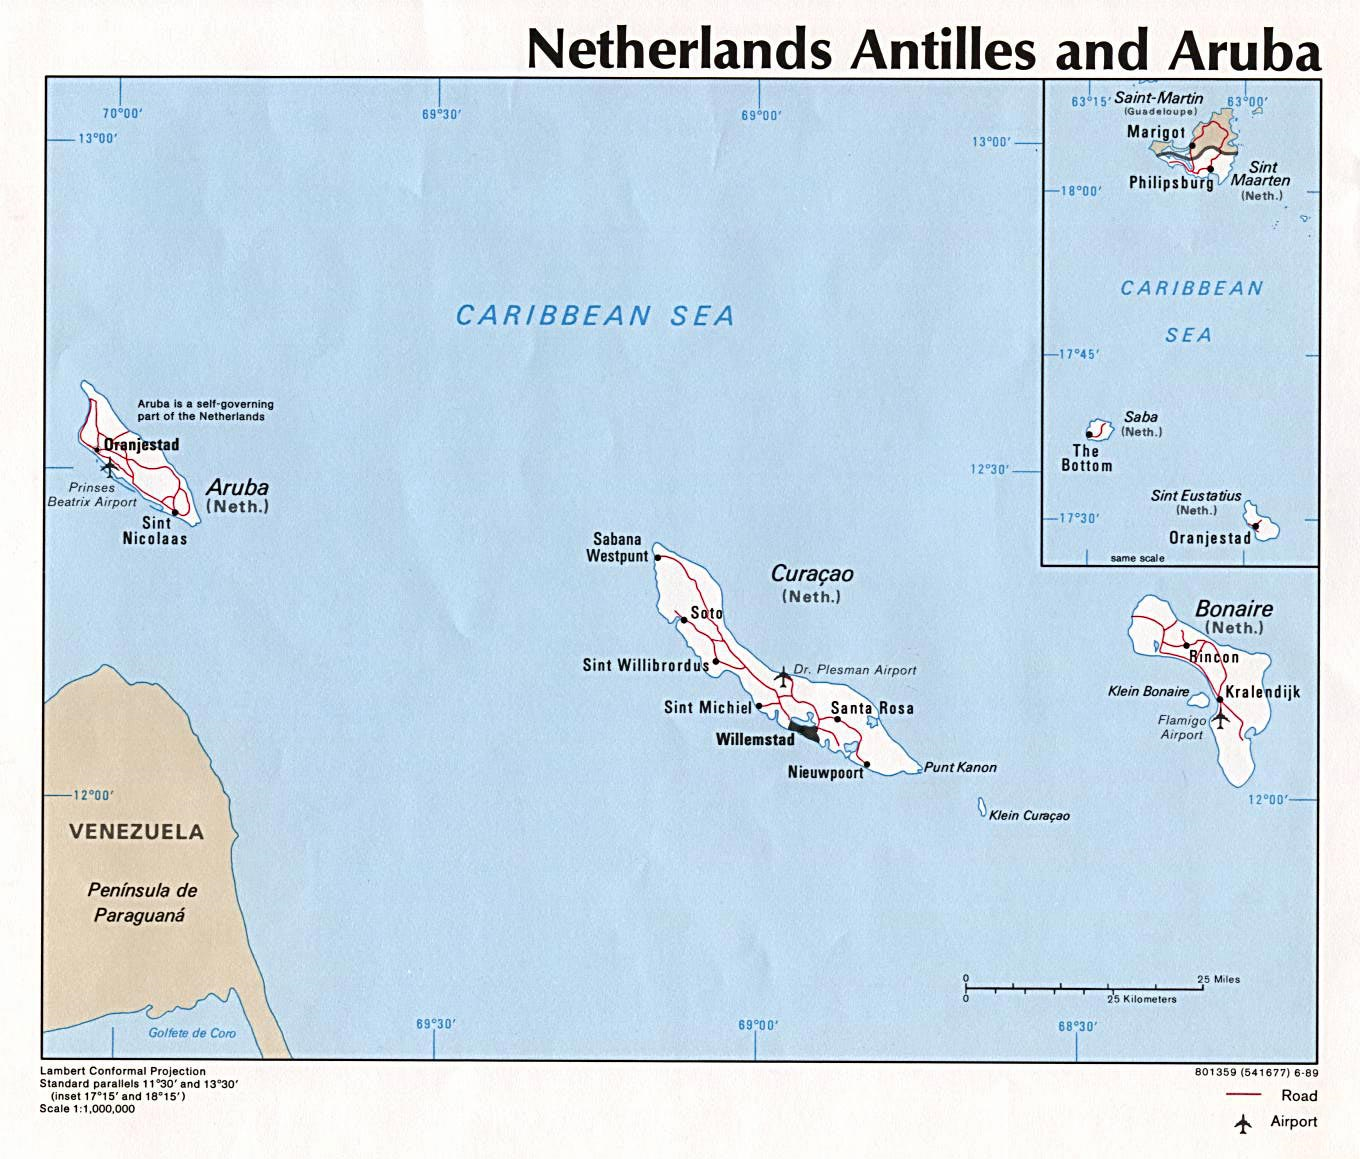 Netherlands Antilles and Aruba
70°00′
69°30′
69°00′
13°00′
13°00′
63°15′
Saint-Martin
(Guadeloupe)
63°00′
Marigot
Philipsburg
Sint
Maarten
(Neth.)
18°00′
CARIBBEAN
SEA
17°45′
Saba
(Neth.)
The
Bottom
Sint Eustatius
(Neth.)
17°30′
Oranjestad
same scale
CARIBBEAN SEA
Aruba is a self-governing
part of the Netherlands
Oranjestad
Prinses
Beatrix Airport
Aruba
(Neth.)
Sint
Nicolaas
12°30′
Sabana
Westpunt
Curaçao
(Neth.)
Soto
Sint Willibrordus
Dr. Plesman Airport
Sint Michiel
Santa Rosa
Willemstad
Nieuwpoort
Punt Kanon
Klein Curaçao
Bonaire
(Neth.)
Rincon
Klein Bonaire
Kralendijk
Flamigo
Airport
12°00′
12°00′
VENEZUELA
Península de
Paraguaná
Golfete de Coro
0
25 Miles
0
25 Kilometers
69°30′
69°00′
68°30′
Lambert Conformal Projection
Standard parallels 11°30′ and 13°30′
(inset 17°15′ and 18°15′)
Scale 1:1,000,000
801359 (541677) 6-89
Road
Airport